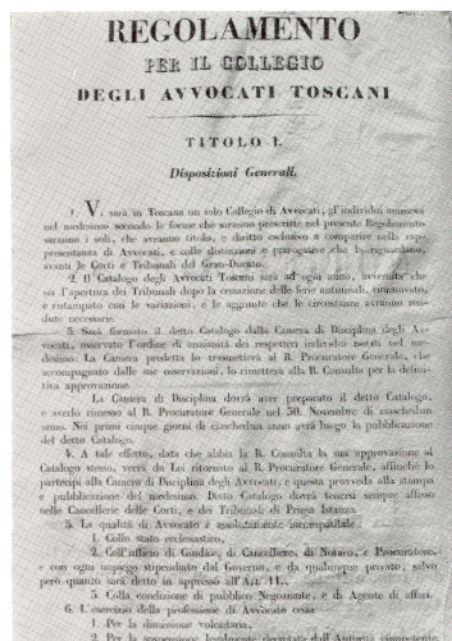 REGOLAMENTO
PER IL COLLEGIO
DEGLI AVVOCATI TOSCANI
TITOLO I.
Disposizioni Generali.
1. Vi sarà in Toscana un solo Collegio di Avvocati; gl'individui ammessi
nel medesimo secondo le forme che saranno prescritte nel presente Regolamento
saranno i soli, che avranno titolo, e diritto esclusivo a comparire nella rap-
presentanza di Avvocati, e colle distinzioni e prerogative che la riguardano,
avanti le Corti e Tribunali del Gran-Ducato.
2. Il Catalogo degli Avvocati Toscani sarà ad ogni anno, avvenuta che
sia l'apertura dei Tribunali dopo la cessazione delle ferie autunnali, rinnovato,
e ristampato con le variazioni, e le aggiunte che le circostanze avranno ren-
dute necessarie.
3. Sarà formato il detto Catalogo dalla Camera di Disciplina degli Av-
vocati, osservato l'ordine di anzianità dei respettivi individui notati nel me-
desimo: La Camera predetta lo trasmetterà al R. Procuratore Generale, che
accompagnato dalle sue osservazioni, lo rimetterà alla R. Consulta per la defini-
tiva approvazione.
La Camera di Disciplina dovrà aver preparato il detto Catalogo,
e averlo rimesso al R. Procuratore Generale nel 30. Novembre di ciaschedun
anno. Nei primi cinque giorni di ciaschedun anno avrà luogo la pubblicazione
del detto Catalogo.
4. A tale effetto, data che abbia la R. Consulta la sua approvazione al
Catalogo stesso, verrà da Lei ritornato al R. Procuratore Generale, affinchè lo
partecipi alla Camera di Disciplina degli Avvocati, e questa provveda alla stampa
e pubblicazione del medesimo. Detto Catalogo dovrà tenersi sempre affisso
nelle Cancellerie delle Corti, e dei Tribunali di Prima Istanza.
5. La qualità di Avvocato è assolutamente incompatibile:
1. Collo stato ecclesiastico,
2. Coll'ufficio di Giudice, di Cancelliere, di Notaro, e Procuratore,
e con ogni impiego stipendiato dal Governo, e da qualunque privato, salvo
però quanto sarà detto in appresso all'Art. 11.,
3. Colla condizione di pubblico Negoziante, e di Agente di affari.
6. L'esercizio della professione di Avvocato cessa
1. Per la dimissione volontaria,
2. Per la sospensione legalmente decretata dall'Autorità competente,